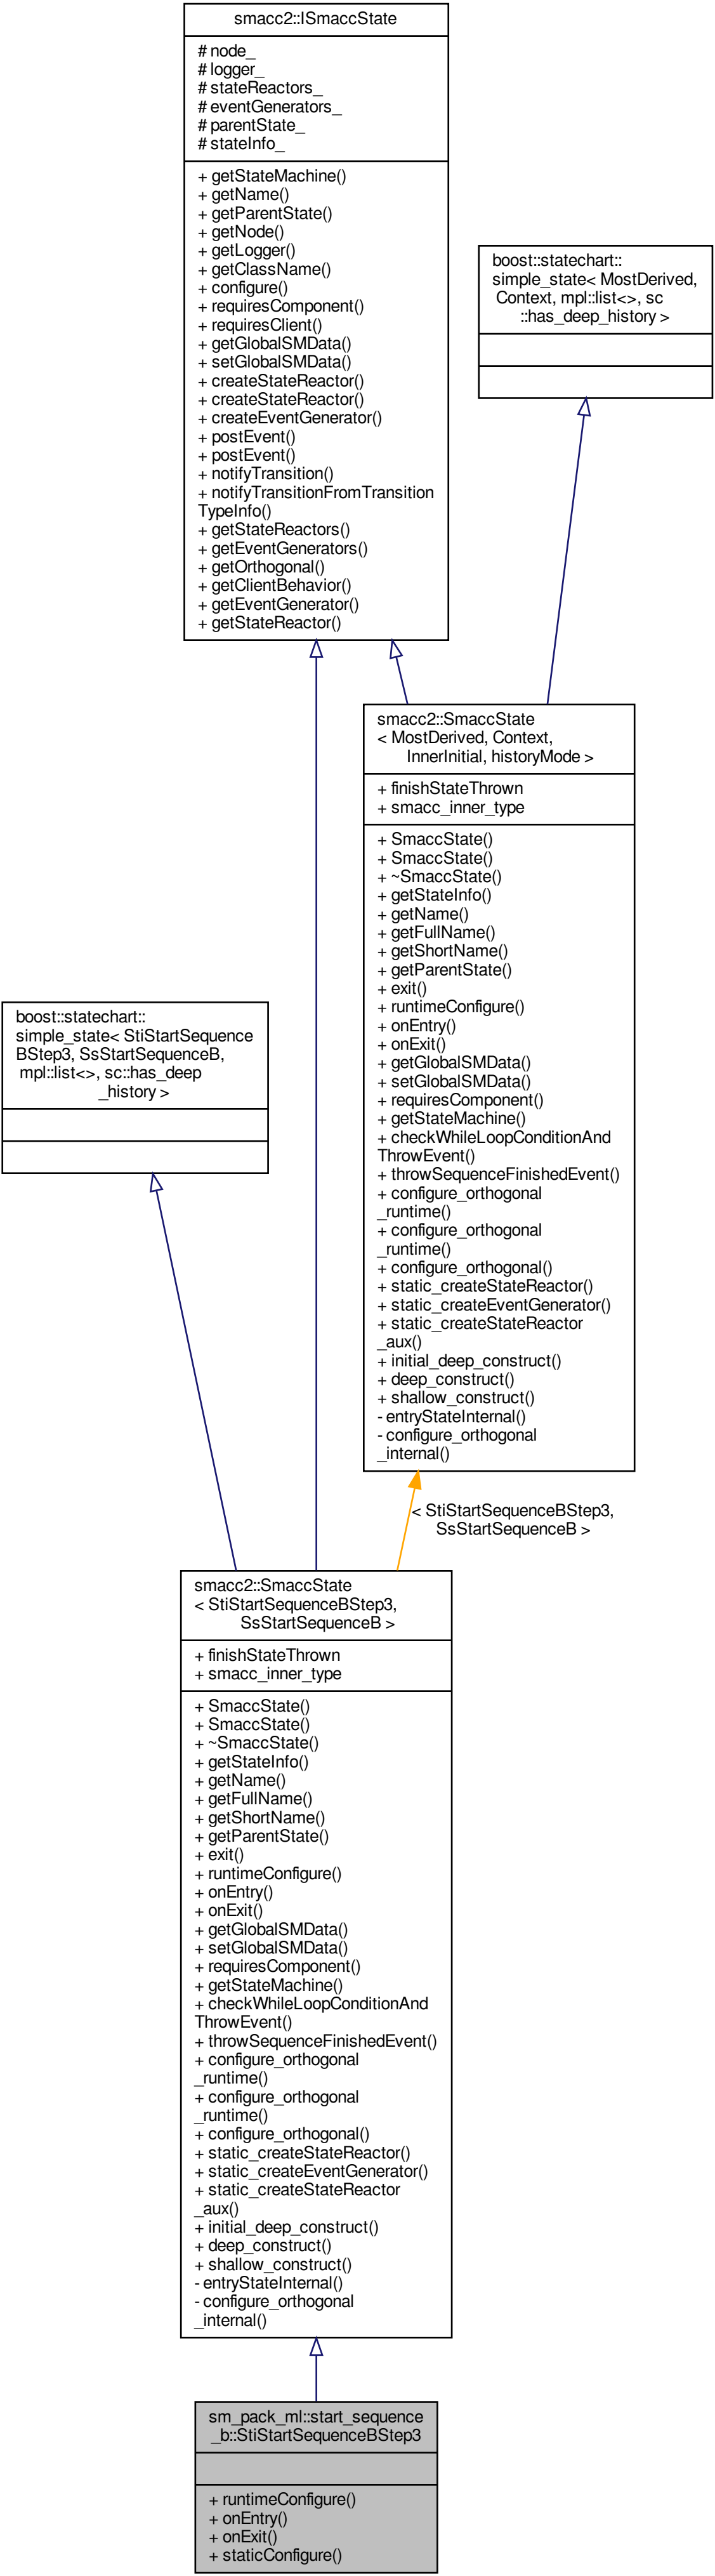 smacc2::ISmaccState
# node_
# logger_
# stateReactors_
# eventGenerators_
# parentState_
# stateInfo_
+ getStateMachine()
+ getName()
+ getParentState()
+ getNode()
+ getLogger()
+ getClassName()
+ configure()
+ requiresComponent()
+ requiresClient()
+ getGlobalSMData()
+ setGlobalSMData()
+ createStateReactor()
+ createStateReactor()
+ createEventGenerator()
+ postEvent()
+ postEvent()
+ notifyTransition()
+ notifyTransitionFromTransition
TypeInfo()
+ getStateReactors()
+ getEventGenerators()
+ getOrthogonal()
+ getClientBehavior()
+ getEventGenerator()
+ getStateReactor()
boost::statechart::
simple_state< MostDerived,
Context, mpl::list<>, sc
::has_deep_history >
smacc2::SmaccState
< MostDerived, Context,
InnerInitial, historyMode >
+ finishStateThrown
+ smacc_inner_type
+ SmaccState()
+ SmaccState()
+ ~SmaccState()
+ getStateInfo()
+ getName()
+ getFullName()
+ getShortName()
+ getParentState()
+ exit()
+ runtimeConfigure()
+ onEntry()
+ onExit()
+ getGlobalSMData()
+ setGlobalSMData()
+ requiresComponent()
+ getStateMachine()
+ checkWhileLoopConditionAnd
ThrowEvent()
+ throwSequenceFinishedEvent()
+ configure_orthogonal
_runtime()
+ configure_orthogonal
_runtime()
+ configure_orthogonal()
+ static_createStateReactor()
+ static_createEventGenerator()
+ static_createStateReactor
_aux()
+ initial_deep_construct()
+ deep_construct()
+ shallow_construct()
- entryStateInternal()
- configure_orthogonal
_internal()
boost::statechart::
simple_state< StiStartSequence
BStep3, SsStartSequenceB,
mpl::list<>, sc::has_deep
_history >
< StiStartSequenceBStep3,
SsStartSequenceB >
smacc2::SmaccState
< StiStartSequenceBStep3,
SsStartSequenceB >
+ finishStateThrown
+ smacc_inner_type
+ SmaccState()
+ SmaccState()
+ ~SmaccState()
+ getStateInfo()
+ getName()
+ getFullName()
+ getShortName()
+ getParentState()
+ exit()
+ runtimeConfigure()
+ onEntry()
+ onExit()
+ getGlobalSMData()
+ setGlobalSMData()
+ requiresComponent()
+ getStateMachine()
+ checkWhileLoopConditionAnd
ThrowEvent()
+ throwSequenceFinishedEvent()
+ configure_orthogonal
_runtime()
+ configure_orthogonal
_runtime()
+ configure_orthogonal()
+ static_createStateReactor()
+ static_createEventGenerator()
+ static_createStateReactor
_aux()
+ initial_deep_construct()
+ deep_construct()
+ shallow_construct()
- entryStateInternal()
- configure_orthogonal
_internal()
sm_pack_ml::start_sequence
_b::StiStartSequenceBStep3
+ runtimeConfigure()
+ onEntry()
+ onExit()
+ staticConfigure()